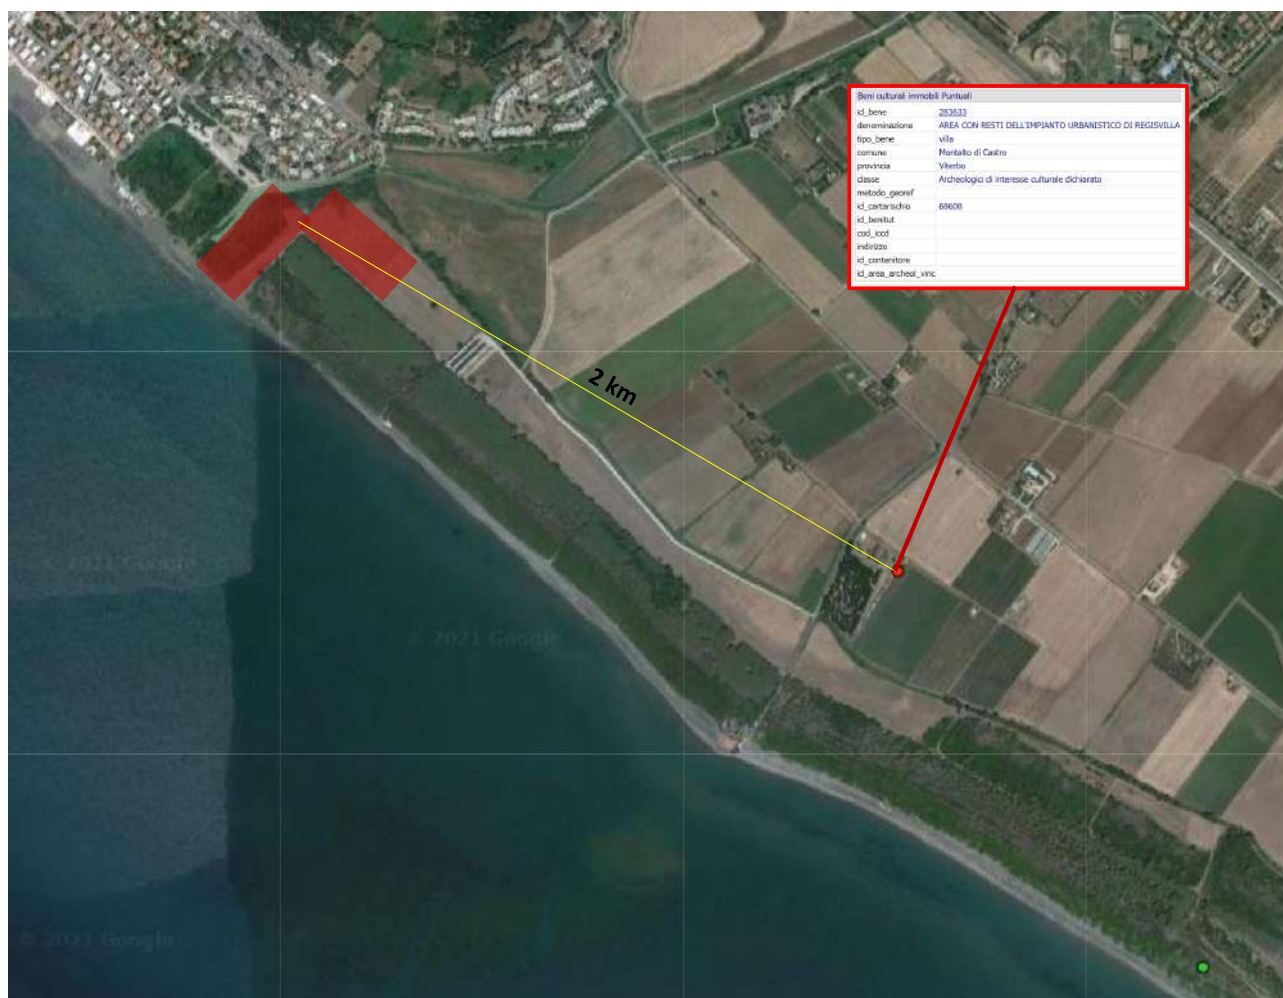 Beni culturali immobili Puntuali
id_bene 283633
denominazione AREA CON RESTI DELL'IMPIANTO URBANISTICO DI REGISVILLA
tipo_bene villa
comune Montalto di Castro
provincia Viterbo
classe Archeologici di interesse culturale dichiarato
metodo_georef
id_cartarischio 68608
id_benitut
cod_iccd
indirizzo
id_contenitore
id_area_archeol_vinc
2 km
© 2021 Google
© 2021 Google
© 2021 Google